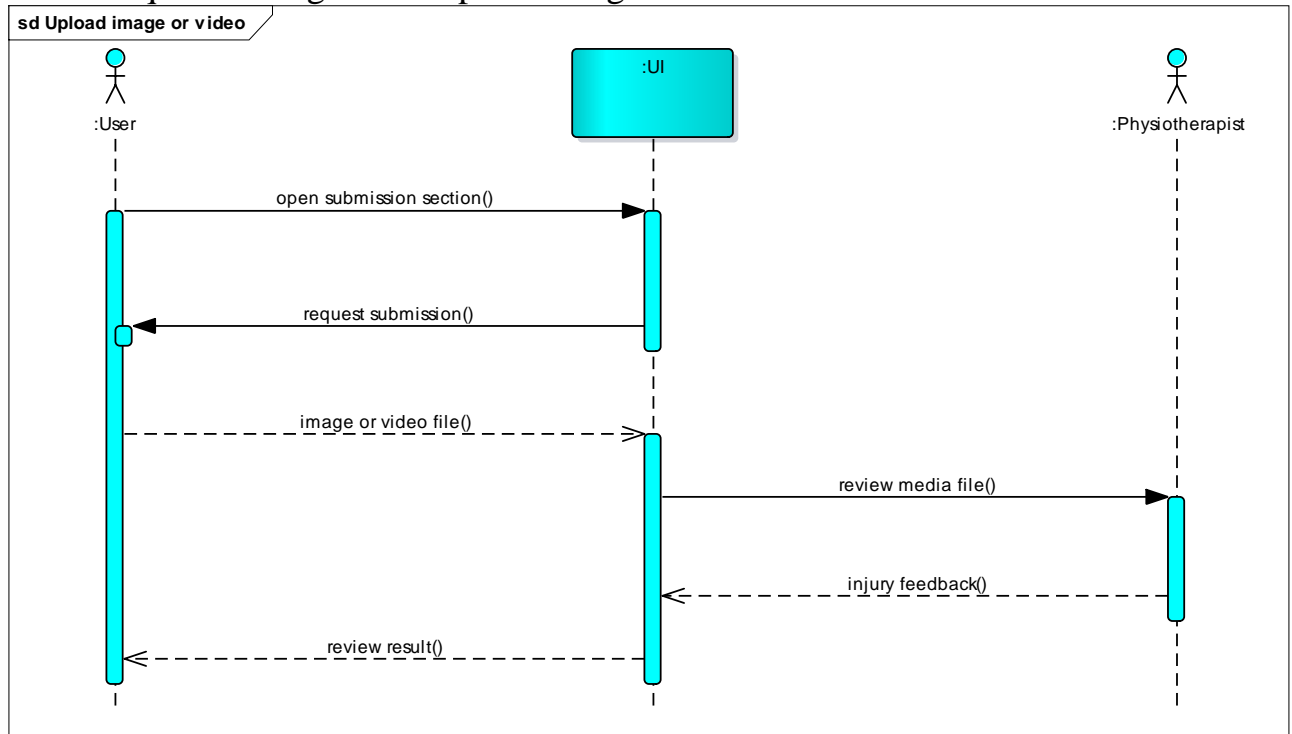 sd Upload image or video
:User
:UI
:Physiotherapist
open submission section()
request submission()
image or video file()
review media file()
injury feedback()
review result()